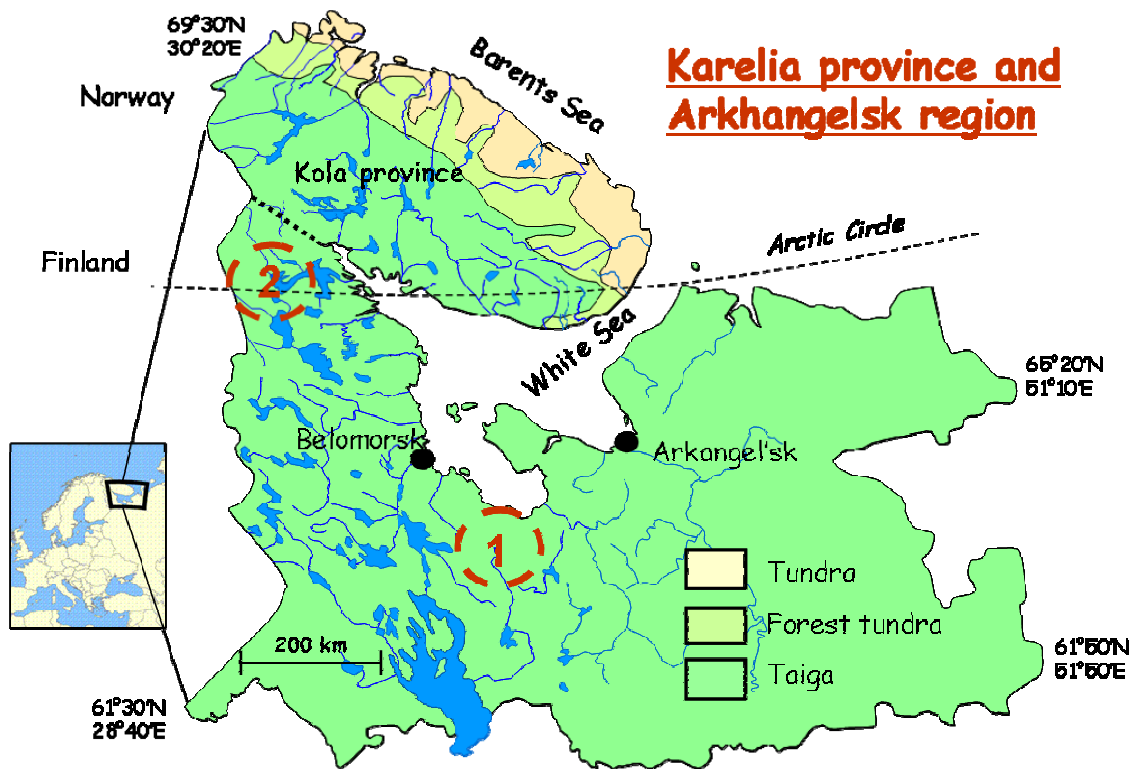 69°30'N
30°20'E
Norway
Barents Sea
Karelia province and
Arkhangelsk region
Kola province
Arctic Circle
Finland
2
White Sea
65°20'N
51°10'E
Belomorsk
Arkangel'sk
1
Tundra
Forest tundra
Taiga
200 km
61°50'N
51°50'E
61°30'N
28°40'E